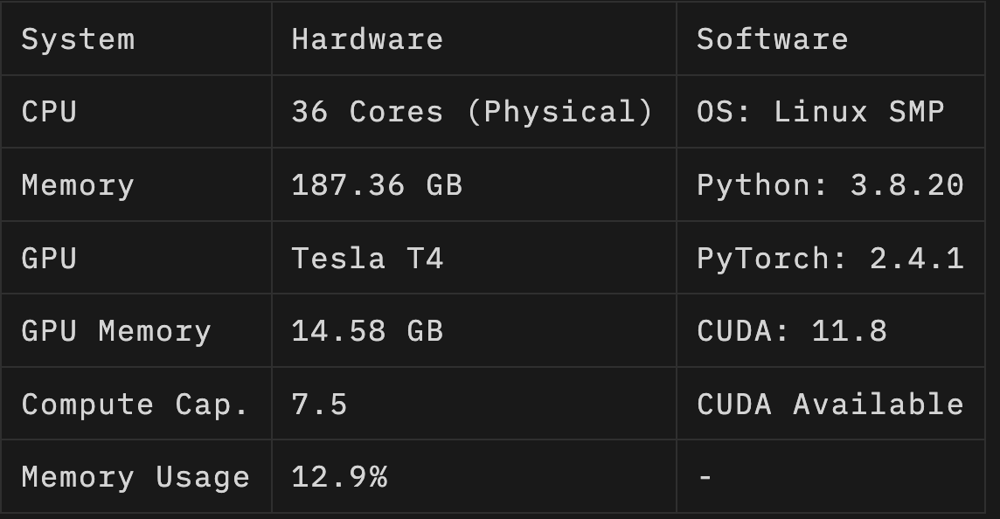 System Hardware Software
CPU 36 Cores (Physical) OS: Linux SMP
Memory 187.36 GB Python: 3.8.20
GPU Tesla T4 PyTorch: 2.4.1
GPU Memory 14.58 GB CUDA: 11.8
Compute Cap. 7.5 CUDA Available
Memory Usage 12.9% -